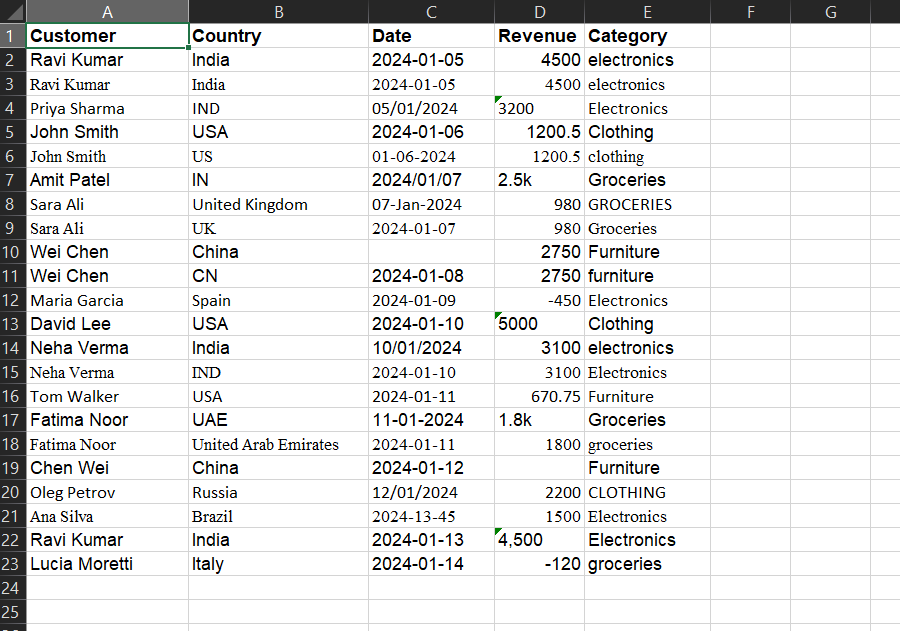 A B C D E F G
1 Customer Country Date Revenue Category
2 Ravi Kumar India 2024-01-05 4500 electronics
3 Ravi Kumar India 2024-01-05 4500 electronics
4 Priya Sharma IND 05/01/2024 3200 Electronics
5 John Smith USA 2024-01-06 1200.5 Clothing
6 John Smith US 01-06-2024 1200.5 clothing
7 Amit Patel IN 2024/01/07 2.5k Groceries
8 Sara Ali United Kingdom 07-Jan-2024 980 GROCERIES
9 Sara Ali UK 2024-01-07 980 Groceries
10 Wei Chen China 2750 Furniture
11 Wei Chen CN 2024-01-08 2750 furniture
12 Maria Garcia Spain 2024-01-09 -450 Electronics
13 David Lee USA 2024-01-10 5000 Clothing
14 Neha Verma India 10/01/2024 3100 electronics
15 Neha Verma IND 2024-01-10 3100 Electronics
16 Tom Walker USA 2024-01-11 670.75 Furniture
17 Fatima Noor UAE 11-01-2024 1.8k Groceries
18 Fatima Noor United Arab Emirates 2024-01-11 1800 groceries
19 Chen Wei China 2024-01-12 Furniture
20 Oleg Petrov Russia 12/01/2024 2200 CLOTHING
21 Ana Silva Brazil 2024-13-45 1500 Electronics
22 Ravi Kumar India 2024-01-13 4,500 Electronics
23 Lucia Moretti Italy 2024-01-14 -120 groceries
24
25